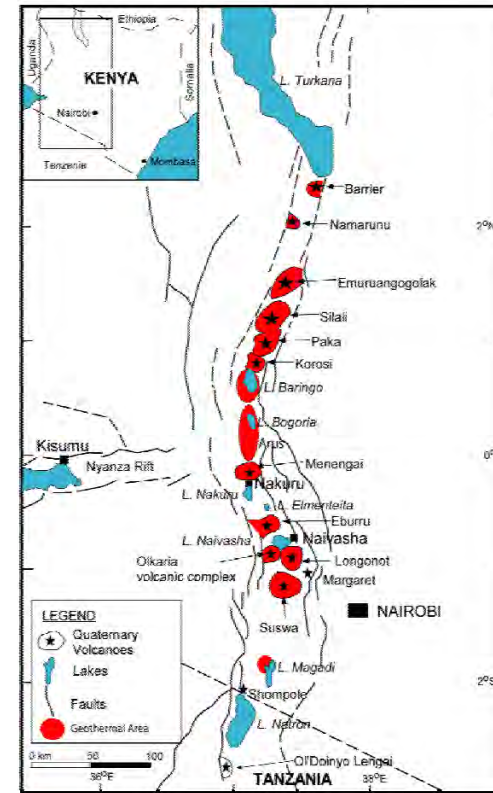 Ethiopia
Uganda
KENYA
Somalia
Nairobi
Tanzania
Mombasa
L. Turkana
Barrier
Namarunu
2°N
Emuruangogolak
Silali
Paka
Korosi
L. Baringo
L. Bogoria
Arus
Kisumu
Nyanza Rift
Menengai
0°
Nakuru
L. Nakuru
L. Elmenteita
Eburru
L. Naivasha
Naivasha
Olkaria
volcanic complex
Longonot
Margaret
NAIROBI
Suswa
LEGEND
Quaternary
Volcanoes
Lakes
Faults
Geothermal Area
L. Magadi
2°S
Shompole
L. Natron
0 km 50 100
36°E
Ol'Doinyo Lengai
TANZANIA
38°E